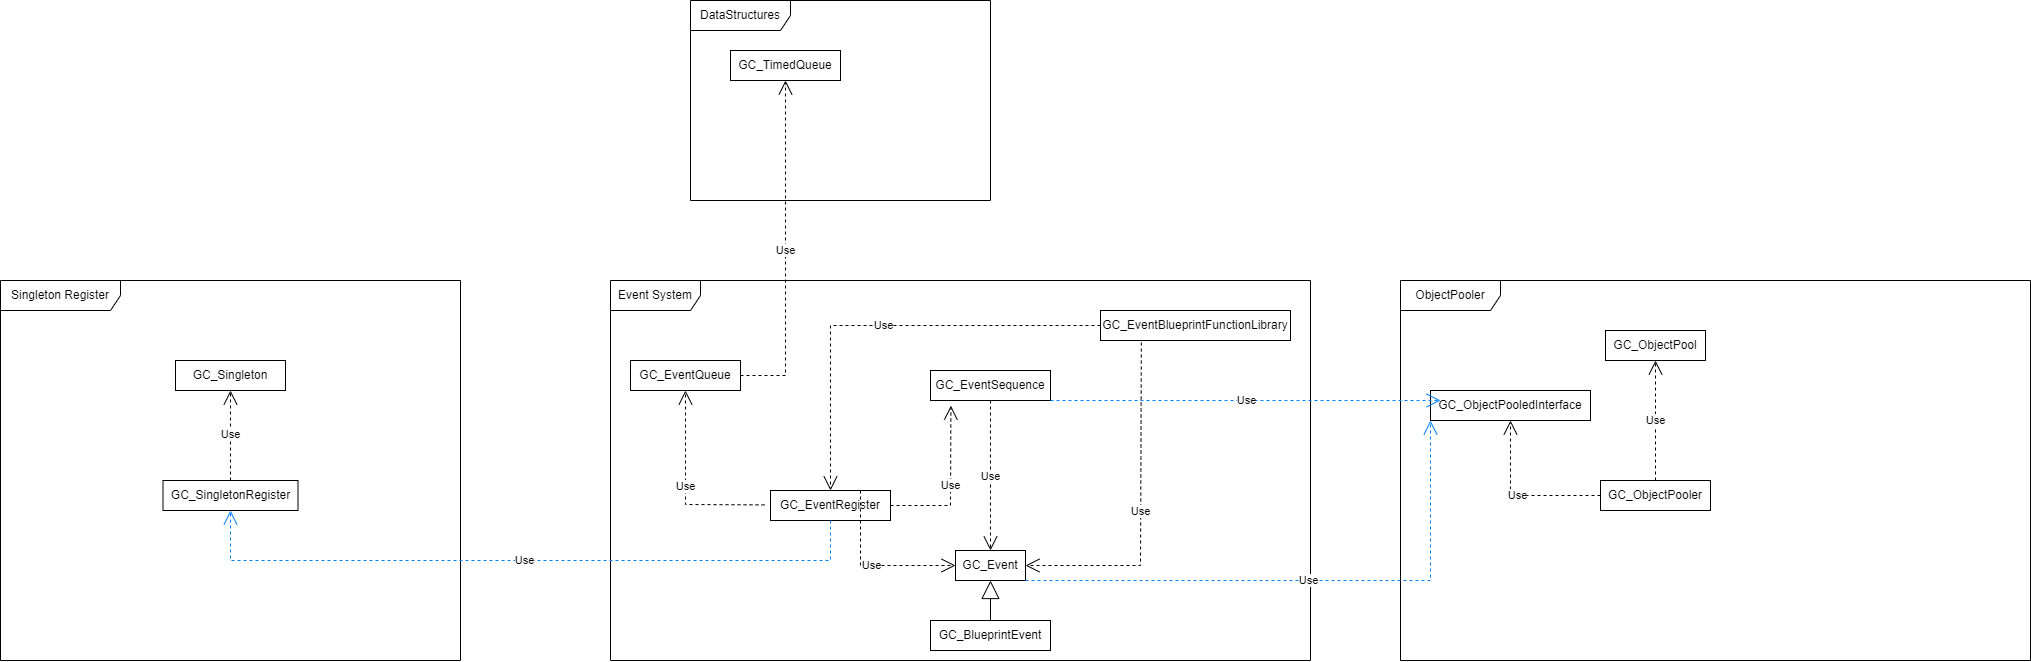 DataStructures
GC_TimedQueue
Use
Singleton Register
GC_Singleton
Use
GC_SingletonRegister
Use
Event System
GC_EventBlueprintFunctionLibrary
Use
GC_EventQueue
GC_EventSequence
Use
Use
Use
Use
GC_EventRegister
Use
Use
GC_Event
Use
GC_BlueprintEvent
ObjectPooler
GC_ObjectPool
GC_ObjectPooledInterface
Use
Use
GC_ObjectPooler